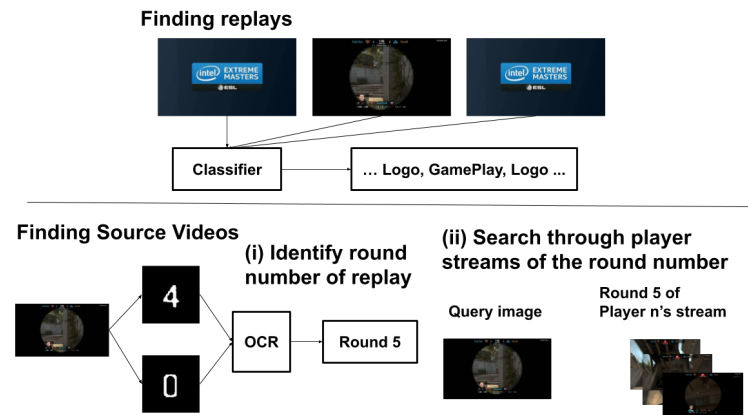 Finding replays
intel EXTREME
MASTERS
ESL
intel EXTREME
MASTERS
ESL
Classifier
... Logo, GamePlay, Logo ...
Finding Source Videos
(i) Identify round
number of replay
4
0
OCR
Round 5
(ii) Search through player
streams of the round number
Query image
Round 5 of
Player n's stream